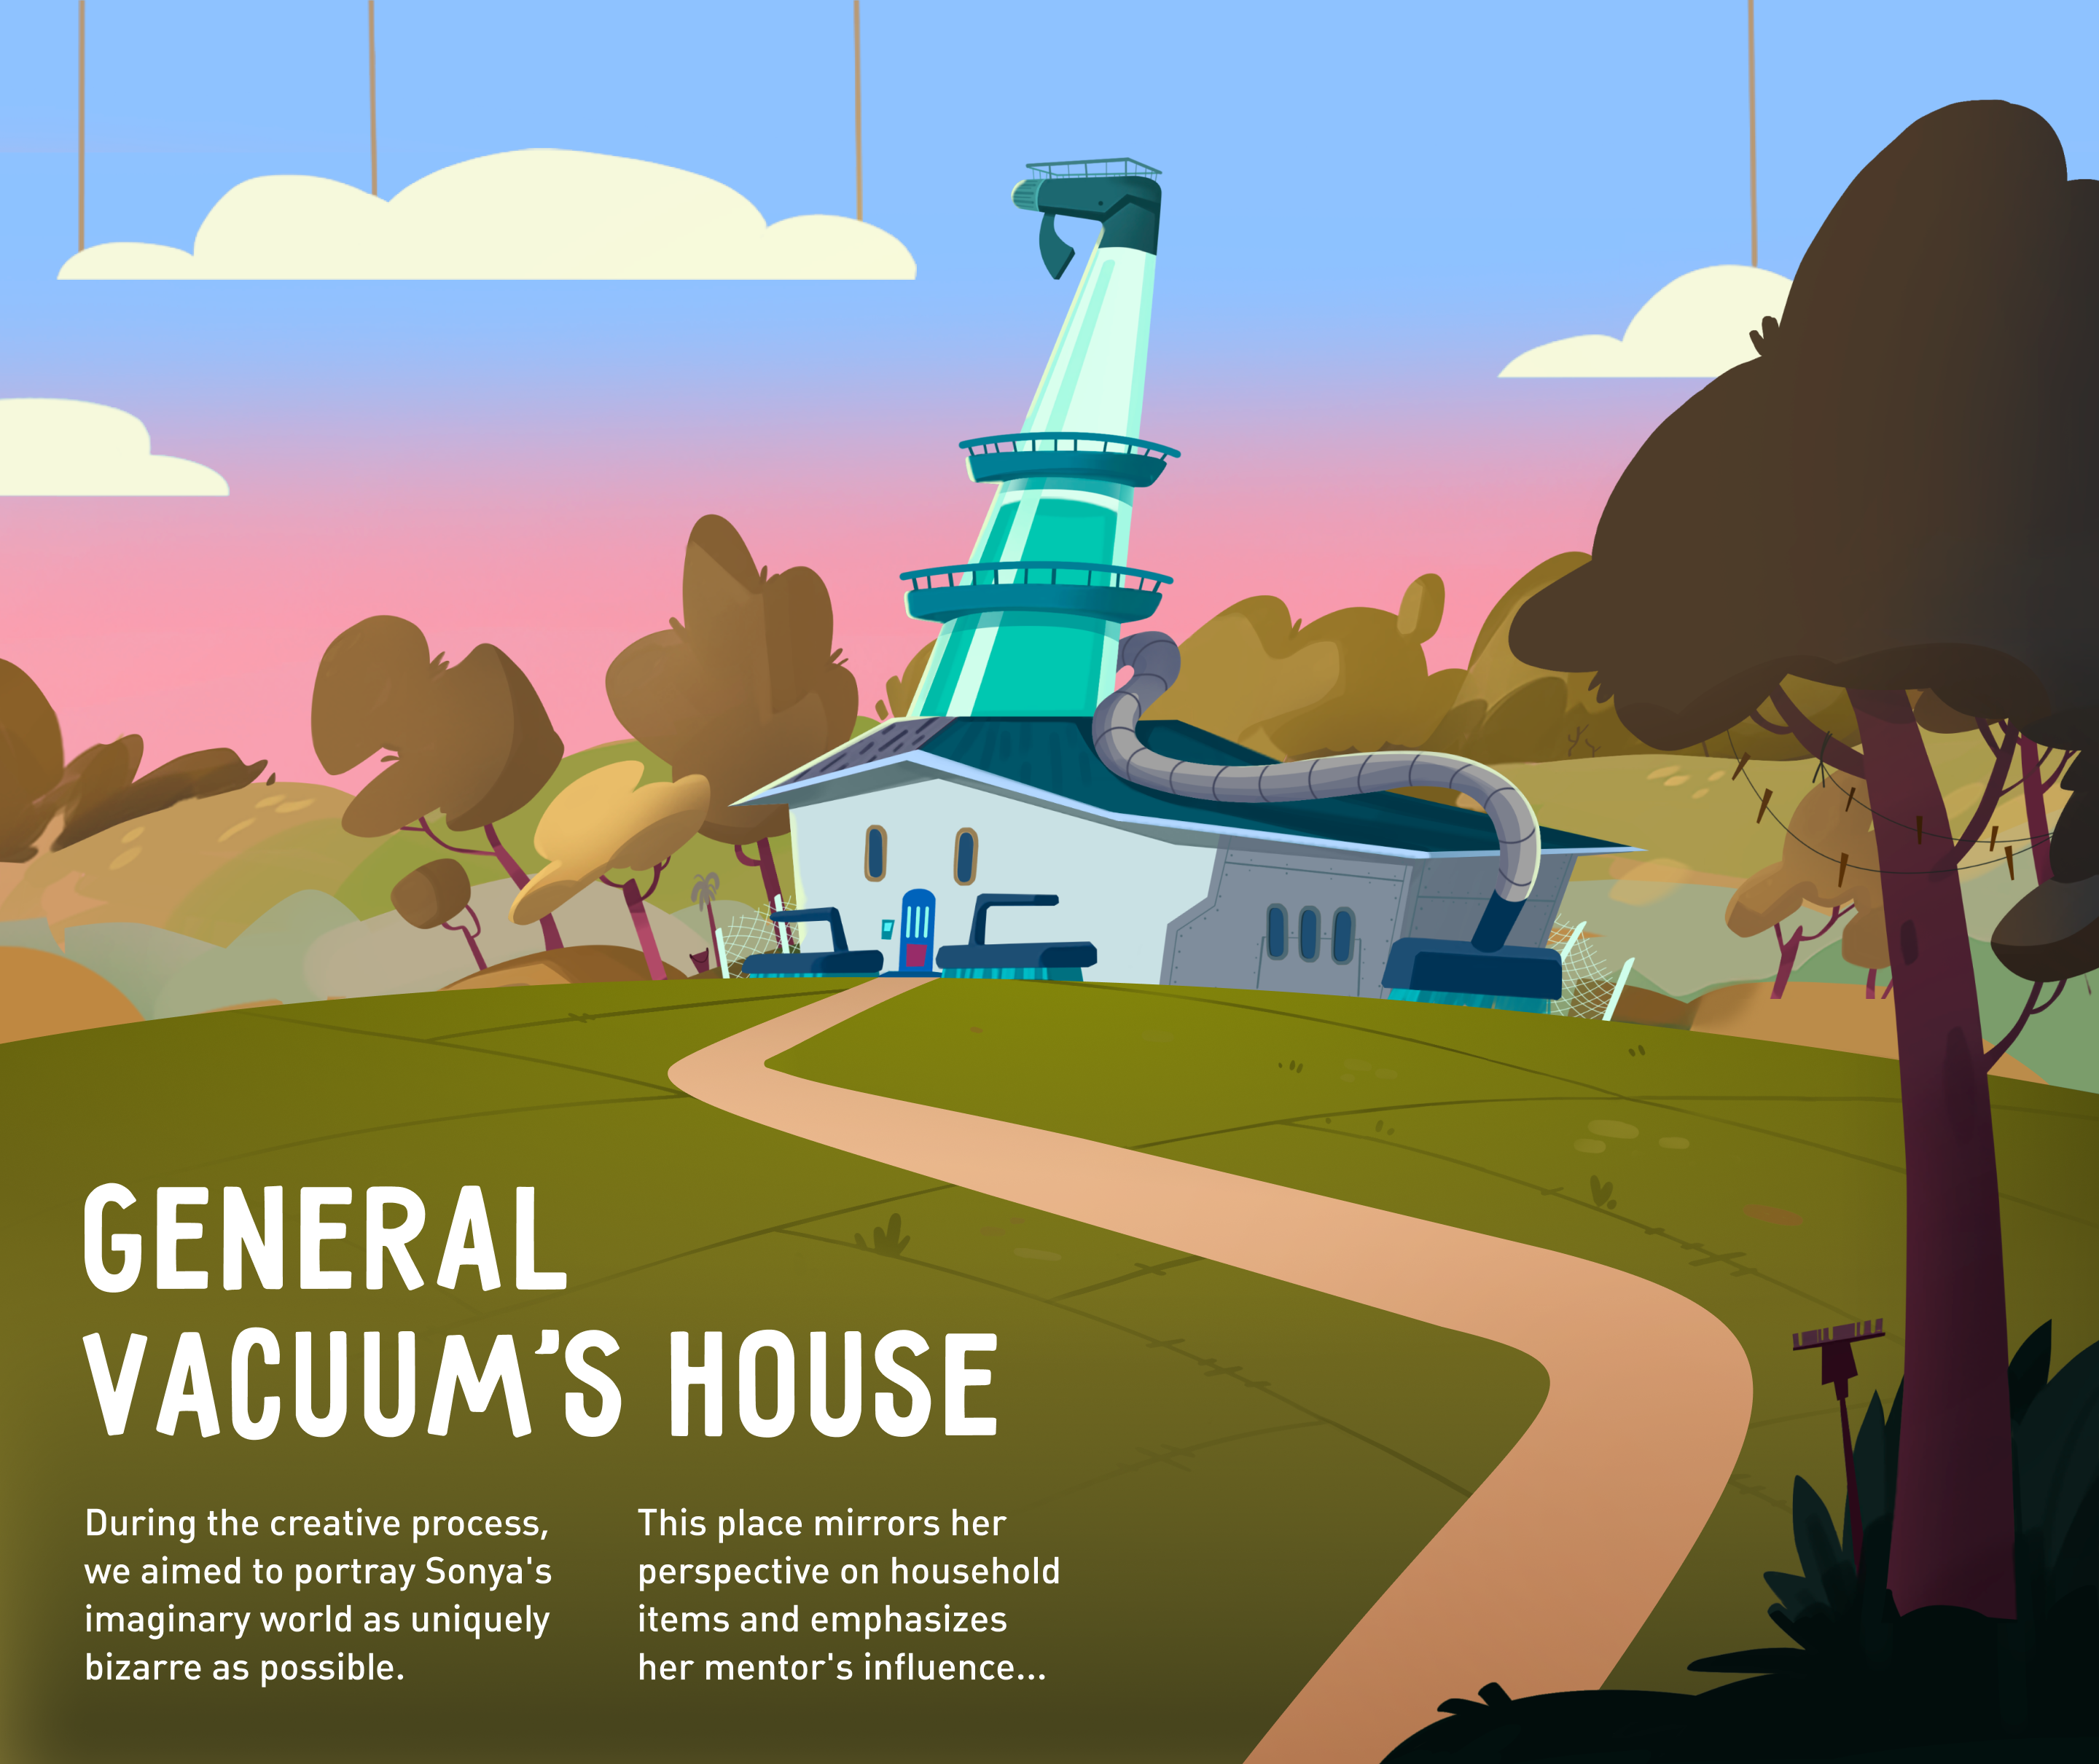 GENERAL
VACUUM'S HOUSE
During the creative process,
we aimed to portray Sonya's
imaginary world as uniquely
bizarre as possible.
This place mirrors her
perspective on household
items and emphasizes
her mentor's influence...